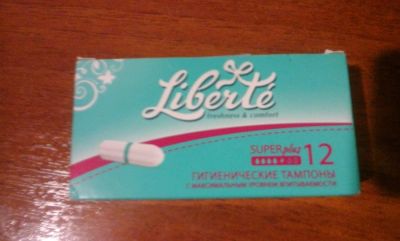 Liberté
freshness & comfort
SUPER plus 12
ГИГИЕНИЧЕСКИЕ ТАМПОНЫ
С МАКСИМАЛЬНЫМ УРОВНЕМ ВПИТЫВАЕМОСТИ